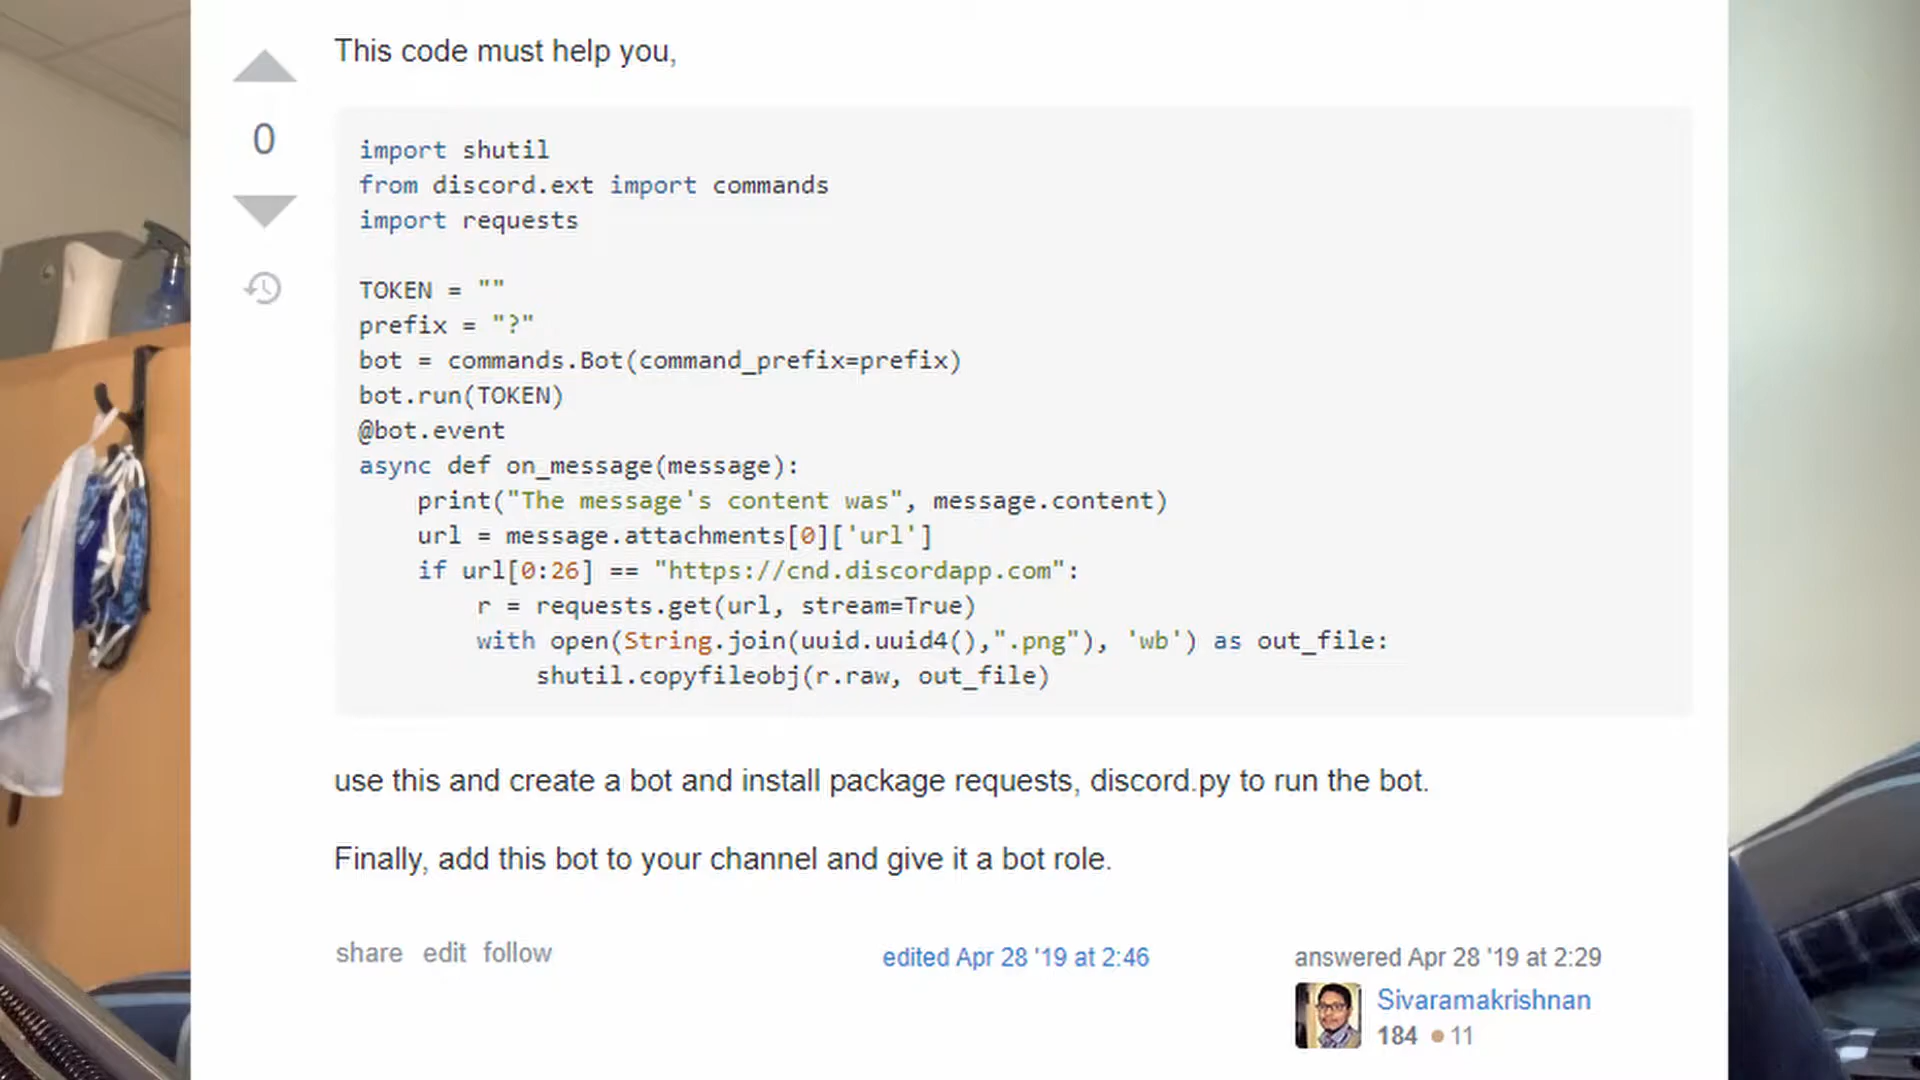 This code must help you,
0
import shutil
from discord.ext import commands
import requests
TOKEN = ""
prefix = "?"
bot = commands.Bot(command_prefix=prefix)
bot.run(TOKEN)
@bot.event
async def on_message(message):
    print("The message's content was", message.content)
    url = message.attachments[0]['url']
    if url[0:26] == "https://cnd.discordapp.com":
        r = requests.get(url, stream=True)
        with open(String.join(uuid.uuid4(),".png"), 'wb') as out_file:
            shutil.copyfileobj(r.raw, out_file)
use this and create a bot and install package requests, discord.py to run the bot.
Finally, add this bot to your channel and give it a bot role.
share edit follow
edited Apr 28 '19 at 2:46
answered Apr 28 '19 at 2:29
Sivaramakrishnan
184 ● 11